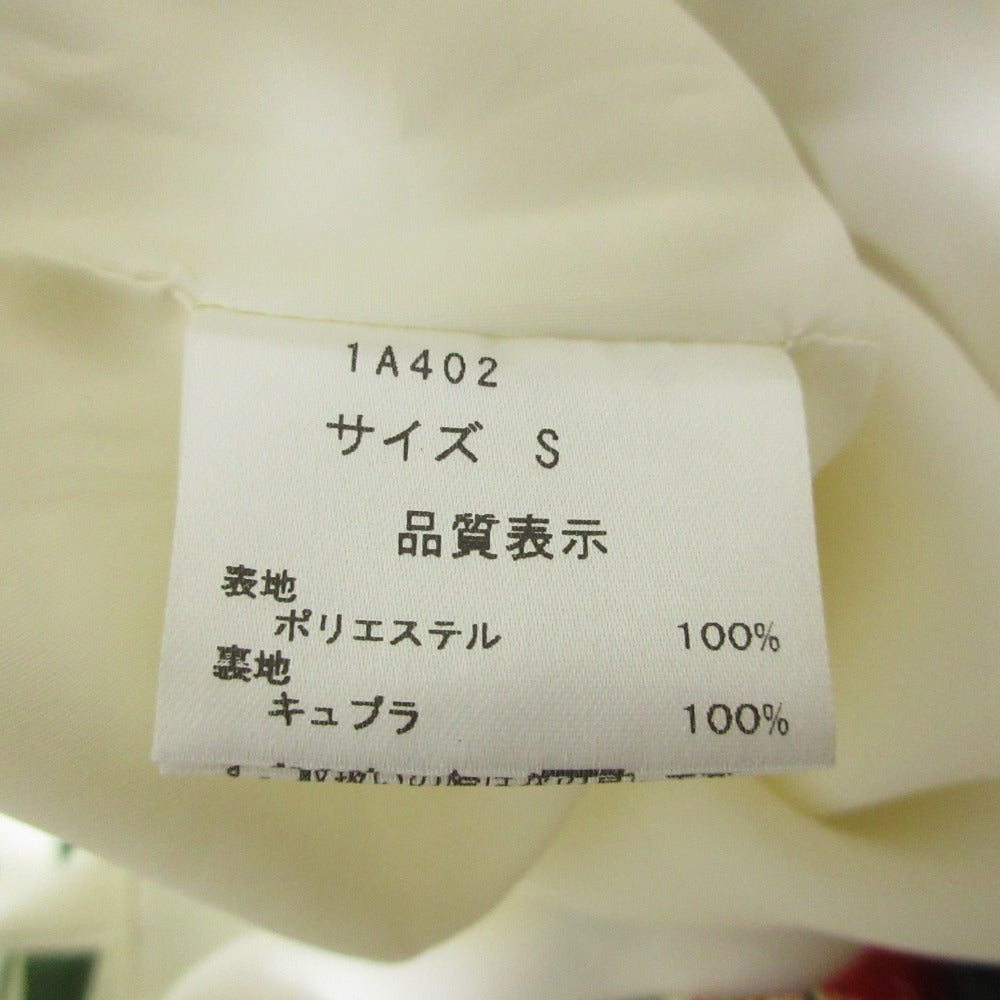 1A402
サイズ S
品質表示
表地
ポリエステル 100%
裏地
キュプラ 100%